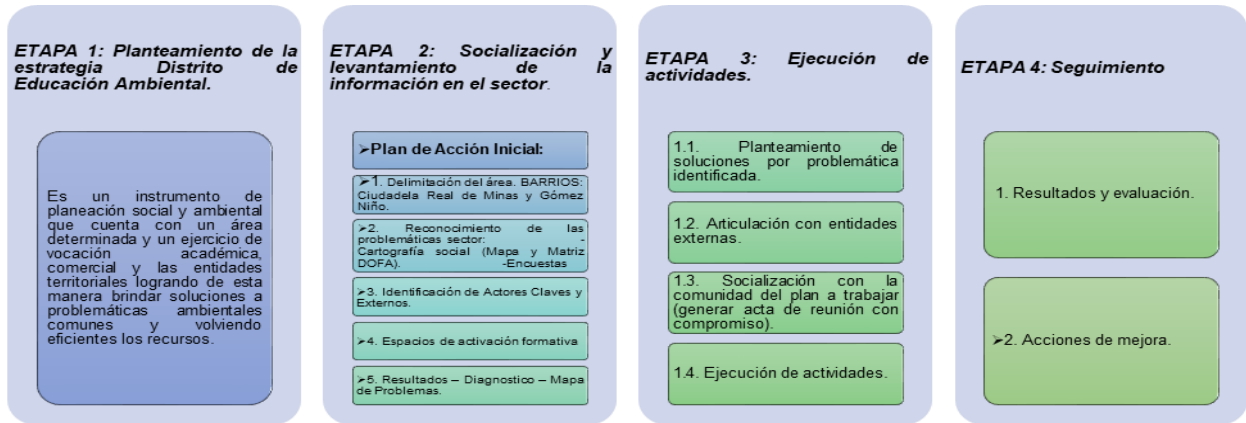 ETAPA 1: Planteamiento de la
estrategia Distrito de
Educación Ambiental.
Es un instrumento de
planeación social y ambiental
que cuenta con un área
determinada y un ejercicio de
vocación académica,
comercial y las entidades
territoriales logrando de esta
manera brindar soluciones a
problemáticas ambientales
comunes y volviendo
eficientes los recursos.
ETAPA 2: Socialización y
levantamiento de la
información en el sector.
➢Plan de Acción Inicial:
➢1. Delimitación del área. BARRIOS:
Ciudadela Real de Minas y Gómez
Niño.
➢2. Reconocimiento de las
problemáticas sector: -
Cartografía social (Mapa y Matriz
DOFA). -Encuestas
➢3. Identificación de Actores Claves y
Externos.
➢4. Espacios de activación formativa
➢5. Resultados – Diagnostico – Mapa
de Problemas.
ETAPA 3: Ejecución de
actividades.
1.1. Planteamiento de
soluciones por problemática
identificada.
1.2. Articulación con entidades
externas.
1.3. Socialización con la
comunidad del plan a trabajar
(generar acta de reunión con
compromiso).
1.4. Ejecución de actividades.
ETAPA 4: Seguimiento
1. Resultados y evaluación.
➢2. Acciones de mejora.